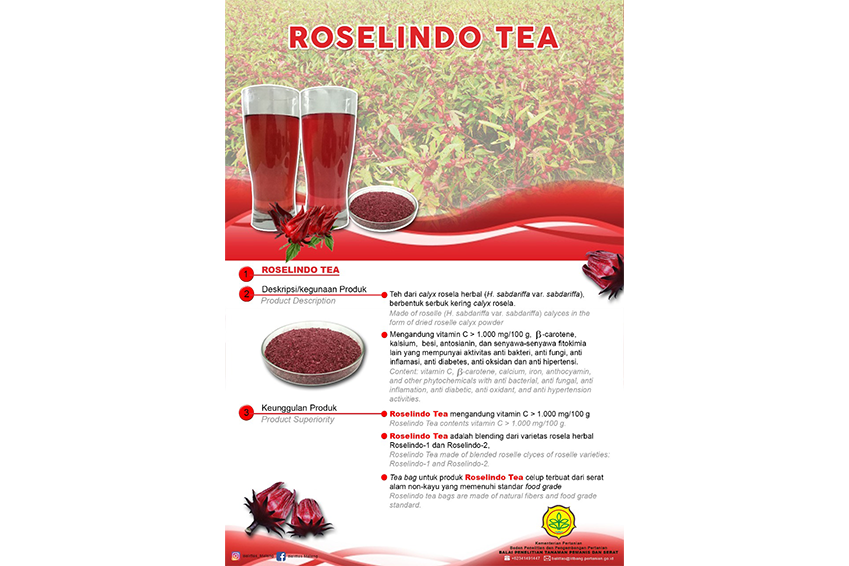 ROSELINDO TEA
1 ROSELINDO TEA
2 Deskripsi/kegunaan Produk
Product Description
Teh dari calyx rosela herbal (H. sabdariffa var. sabdariffa),
berbentuk serbuk kering calyx rosela.
Made of roselle (H. sabdariffa var. sabdariffa) calyces in the
form of dried roselle calyx powder
Mengandung vitamin C > 1.000 mg/100 g, β-carotene,
kalsium, besi, antosianin, dan senyawa-senyawa fitokimia
lain yang mempunyai aktivitas anti bakteri, anti fungi, anti
inflamasi, anti diabetes, anti oksidan dan anti hipertensi.
Content: vitamin C, β-carotene, calcium, iron, anthocyamin,
and other phytochemicals with anti bacterial, anti fungal, anti
inflamation, anti diabetic, anti oxidant, and anti hypertension
activities.
3 Keunggulan Produk
Product Superiority
Roselindo Tea mengandung vitamin C > 1.000 mg/100 g
Roselindo Tea contents vitamin C > 1.000 mg/100 g.
Roselindo Tea adalah blending dari varietas rosela herbal
Roselindo-1 dan Roselindo-2,
Roselindo Tea made of blended roselle clyces of roselle varieties:
Roselindo-1 and Roselindo-2.
Tea bag untuk produk Roselindo Tea celup terbuat dari serat
alam non-kayu yang memenuhi standar food grade
Roselindo tea bags are made of natural fibers and food grade
standard.
Kementerian Pertanian
Badan Penelitian dan Pengembangan Pertanian
BALAI PENELITIAN TANAMAN PEMANIS DAN SERAT